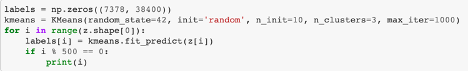 labels = np.zeros((7378, 38400))
kmeans = KMeans(random_state=42, init='random', n_init=10, n_clusters=3, max_iter=1000)
for i in range(z.shape[0]):
    labels[i] = kmeans.fit_predict(z[i])
    if i % 500 == 0:
        print(i)